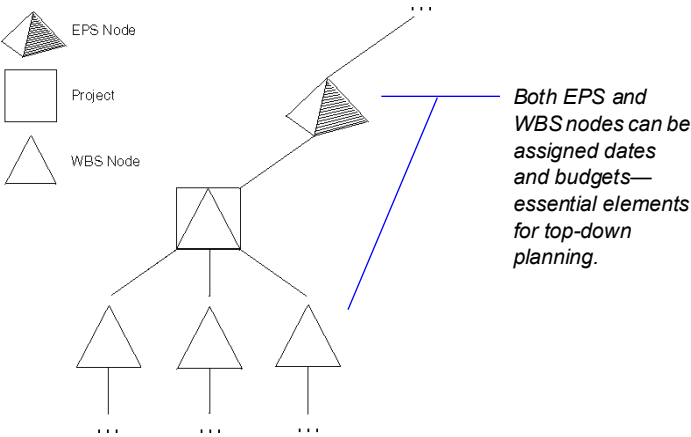 ...
EPS Node
Project
WBS Node
Both EPS and
WBS nodes can be
assigned dates
and budgets—
essential elements
for top-down
planning.
... ... ...